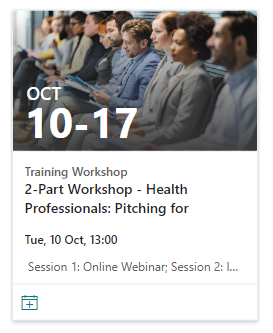 OCT
10-17
Training Workshop
2-Part Workshop - Health
Professionals: Pitching for
Tue, 10 Oct, 13:00
Session 1: Online Webinar; Session 2: I...